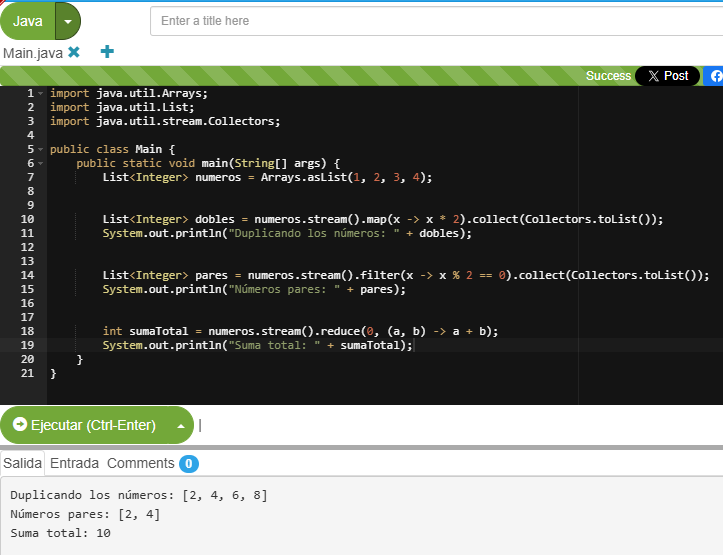 Java
Enter a title here
Main.java
Success
Post
1 import java.util.Arrays;
2 import java.util.List;
3 import java.util.stream.Collectors;
4
5 public class Main {
6 public static void main(String[] args) {
7 List<Integer> numeros = Arrays.asList(1, 2, 3, 4);
8
9
10 List<Integer> dobles = numeros.stream().map(x -> x * 2).collect(Collectors.toList());
11 System.out.println("Duplicando los números: " + dobles);
12
13
14 List<Integer> pares = numeros.stream().filter(x -> x % 2 == 0).collect(Collectors.toList());
15 System.out.println("Números pares: " + pares);
16
17
18 int sumaTotal = numeros.stream().reduce(0, (a, b) -> a + b);
19 System.out.println("Suma total: " + sumaTotal);
20 }
21 }
Ejecutar (Ctrl-Enter)
Salida Entrada Comments 0
Duplicando los números: [2, 4, 6, 8]
Números pares: [2, 4]
Suma total: 10